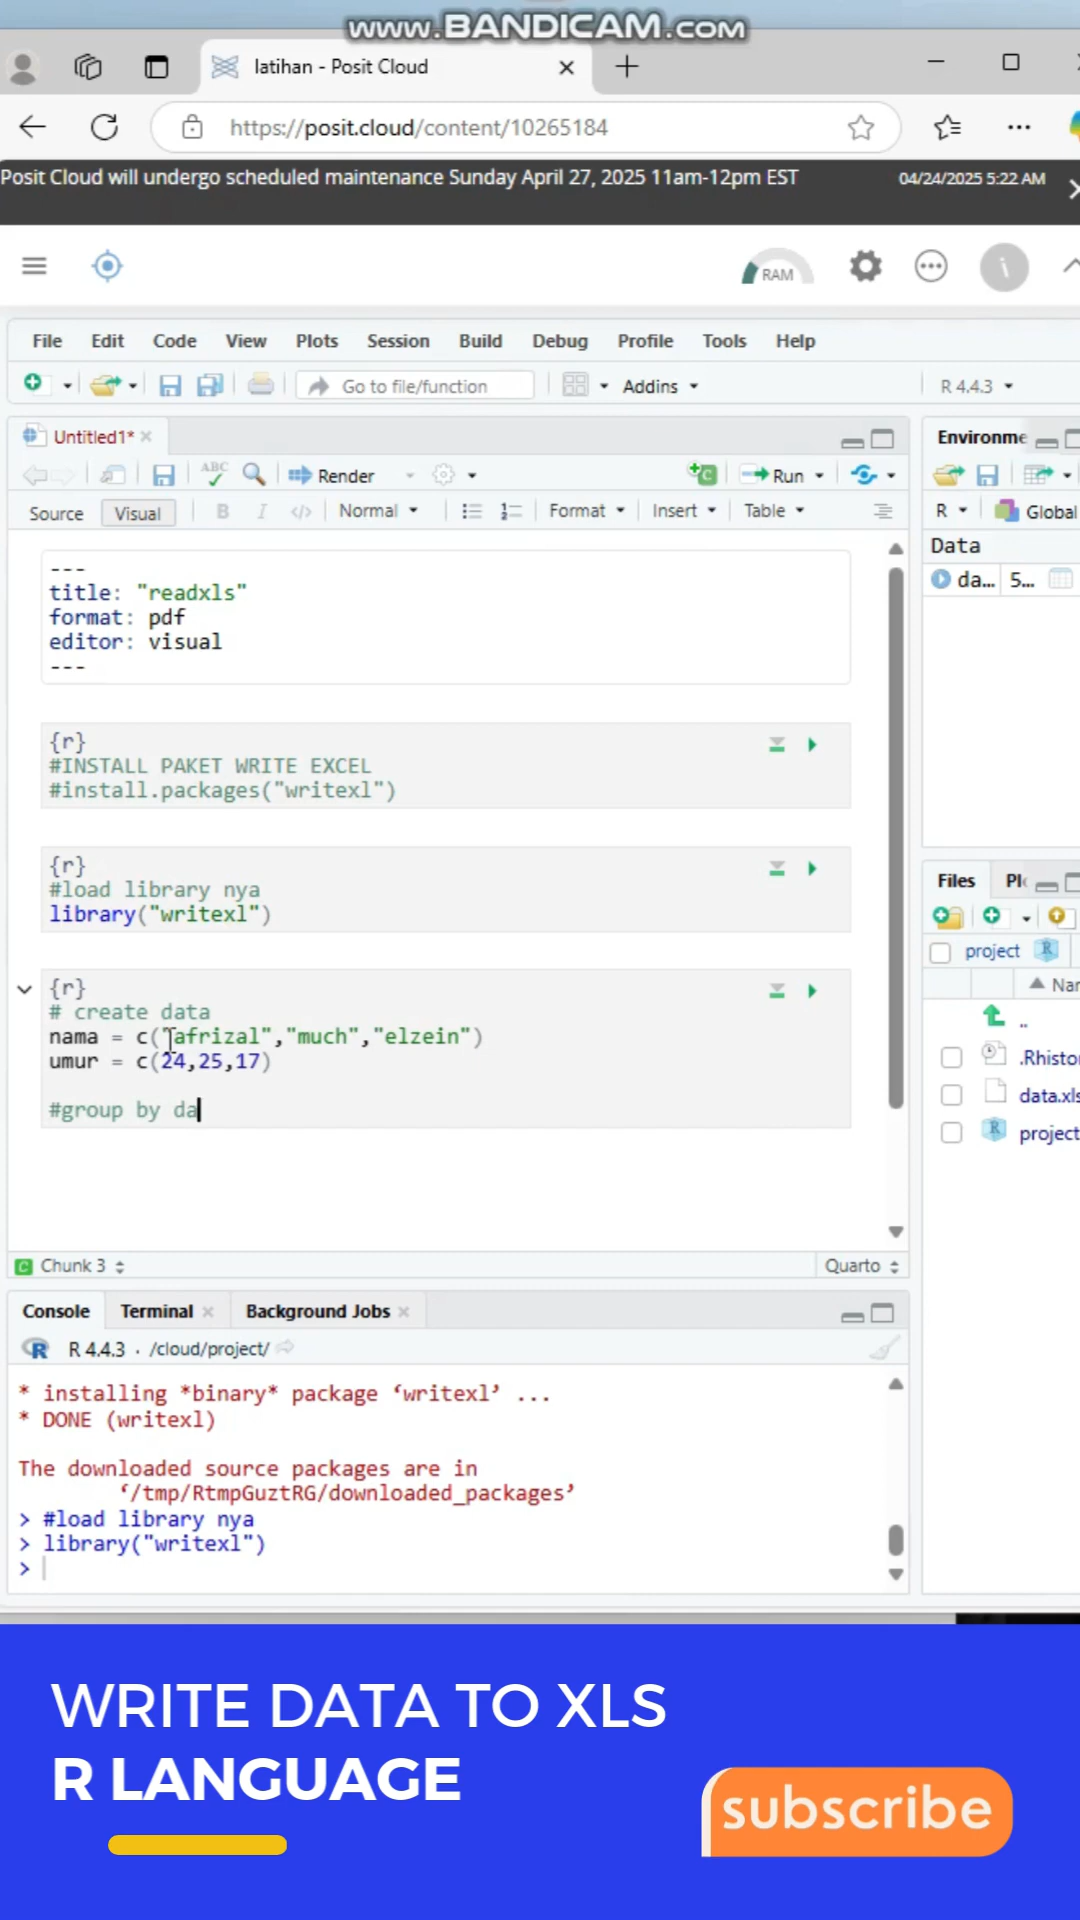 www.BANDICAM.com
latihan - Posit Cloud
https://posit.cloud/content/10265184
Posit Cloud will undergo scheduled maintenance Sunday April 27, 2025 11am-12pm EST
04/24/2025 5:22 AM
RAM
i
File Edit Code View Plots Session Build Debug Profile Tools Help
Go to file/function
Addins
R 4.4.3
Untitled1*
ABC
Render
Run
Source Visual B I </> Normal Format Insert Table
---
title: "readxls"
format: pdf
editor: visual
---
{r}
#INSTALL PAKET WRITE EXCEL
#install.packages("writexl")
{r}
#load library nya
library("writexl")
{r}
# create data
nama = c("afrizal","much","elzein")
umur = c(24,25,17)
#group by da
Chunk 3
Quarto
Environme
R Global
Data
da... 5...
Files Pl
project
Nar
..
.Rhisto
data.xls
project
Console Terminal Background Jobs
R 4.4.3 · /cloud/project/
* installing *binary* package ‘writexl’ ...
* DONE (writexl)
The downloaded source packages are in
‘/tmp/RtmpGuztRG/downloaded_packages’
> #load library nya
> library("writexl")
>
WRITE DATA TO XLS
R LANGUAGE
subscribe